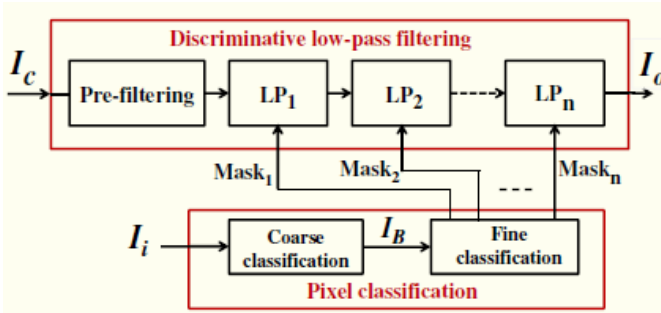 Discriminative low-pass filtering
I_C
Pre-filtering
LP_1
LP_2
LP_n
I_o
Mask_1
Mask_2
Mask_n
I_i
Coarse
classification
I_B
Fine
classification
Pixel classification